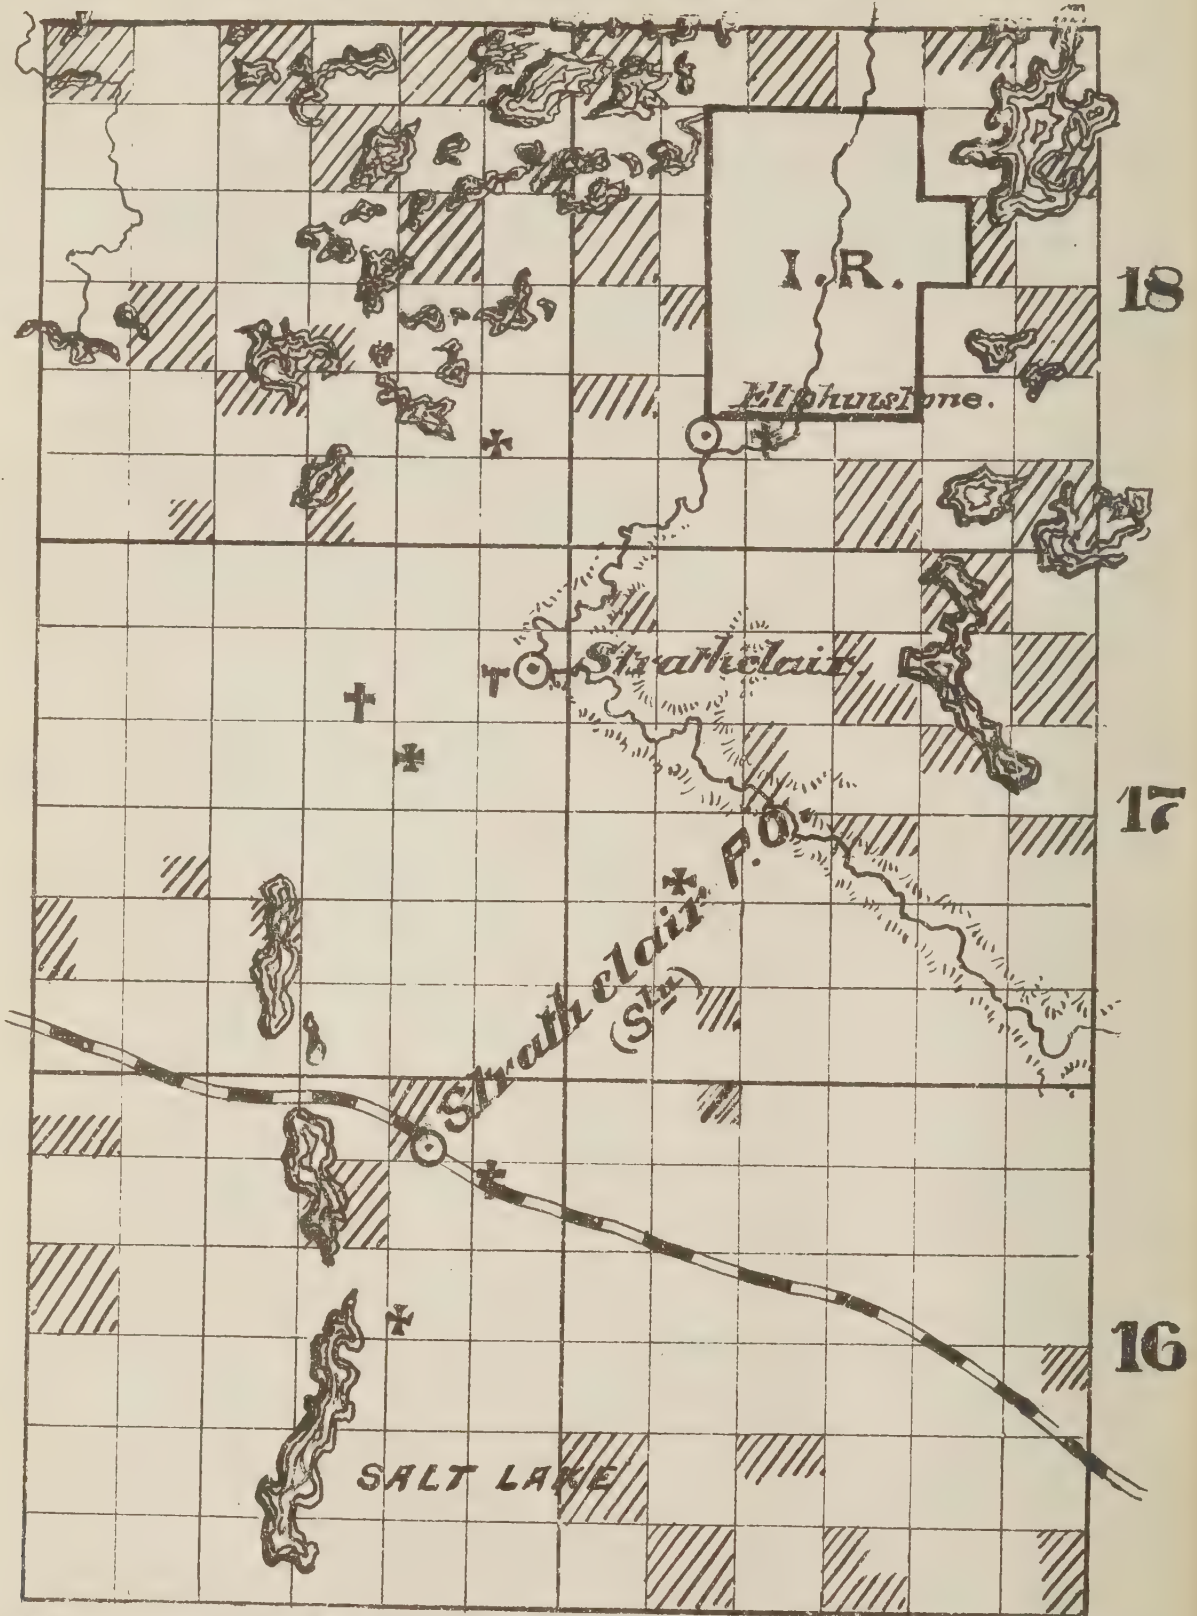 18
I.R.
Elphinstone.
Strathclair.
17
Strathclair P.O.
(Stn)
16
SALT LAKE